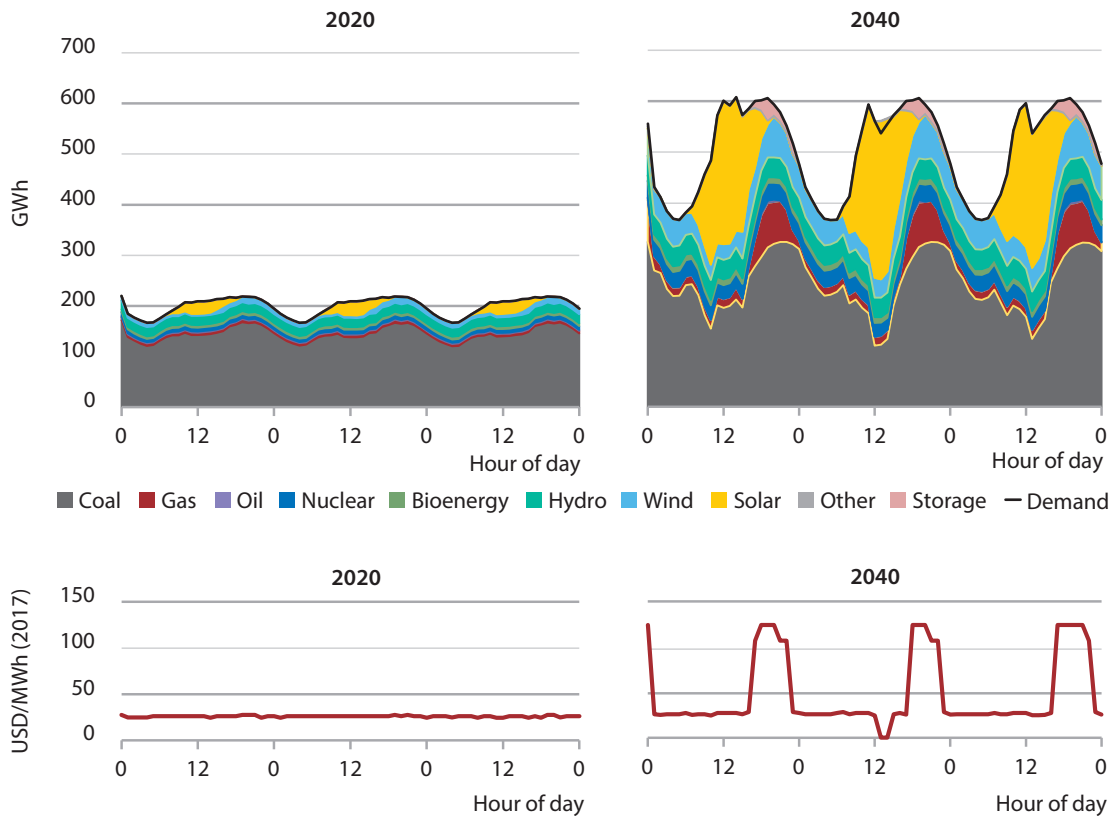 2020
2040
700
600
500
400
300
200
100
0
GWh
0 12 0 12 0 12 0
0 12 0 12 0 12 0
Hour of day
Hour of day
Coal Gas Oil Nuclear Bioenergy Hydro Wind Solar Other Storage Demand
2020
2040
150
100
50
0
USD/MWh (2017)
0 12 0 12 0 12 0
0 12 0 12 0 12 0
Hour of day
Hour of day